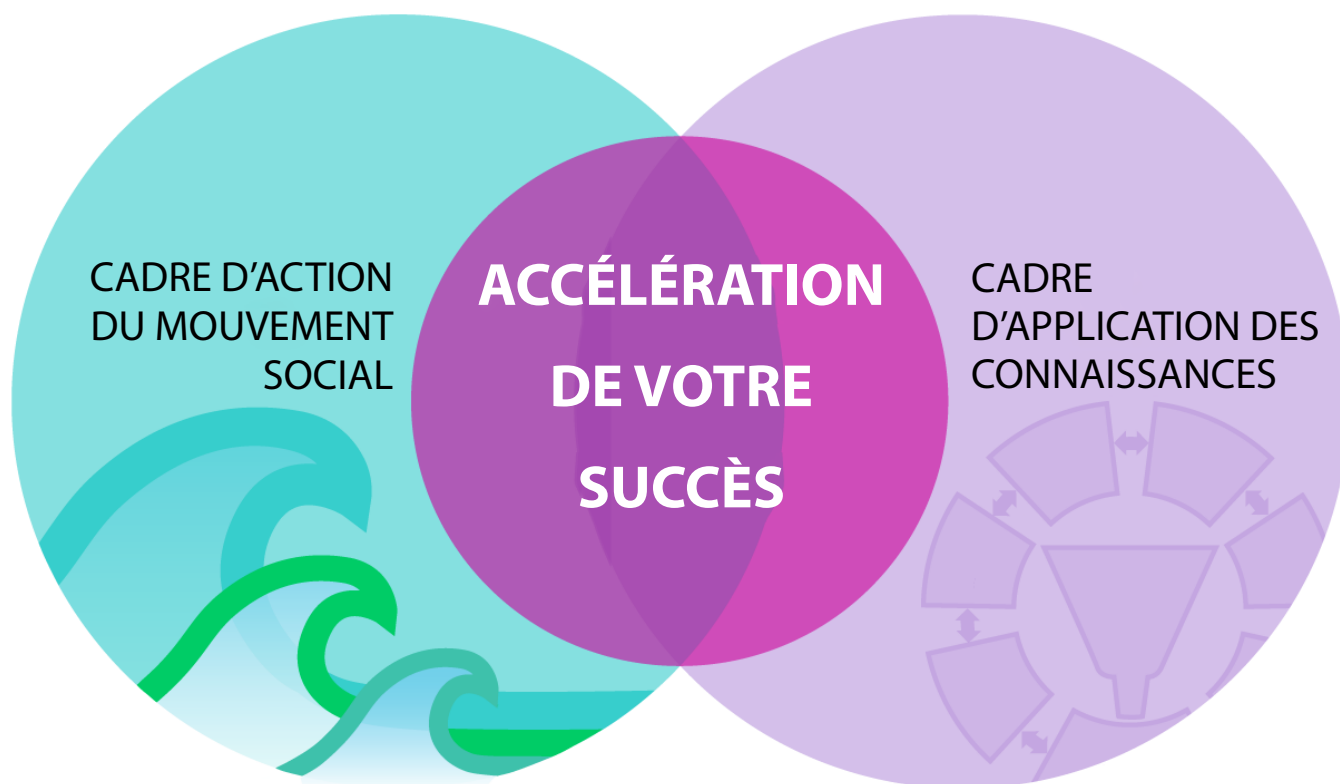 CADRE D’ACTION
DU MOUVEMENT
SOCIAL
ACCÉLÉRATION
DE VOTRE
SUCCÈS
CADRE
D’APPLICATION DES
CONNAISSANCES